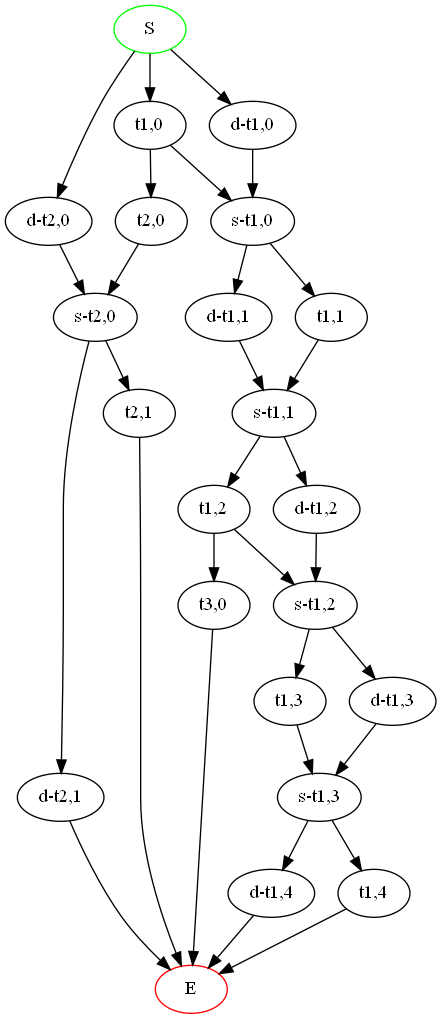 S
t1,0
d-t1,0
d-t2,0
t2,0
s-t1,0
s-t2,0
d-t1,1
t1,1
t2,1
s-t1,1
t1,2
d-t1,2
t3,0
s-t1,2
t1,3
d-t1,3
d-t2,1
s-t1,3
d-t1,4
t1,4
E